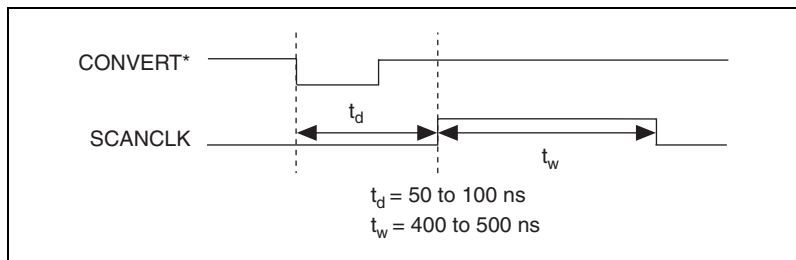 CONVERT*
t_d
SCANCLK
t_w
t_d = 50 to 100 ns
t_w = 400 to 500 ns